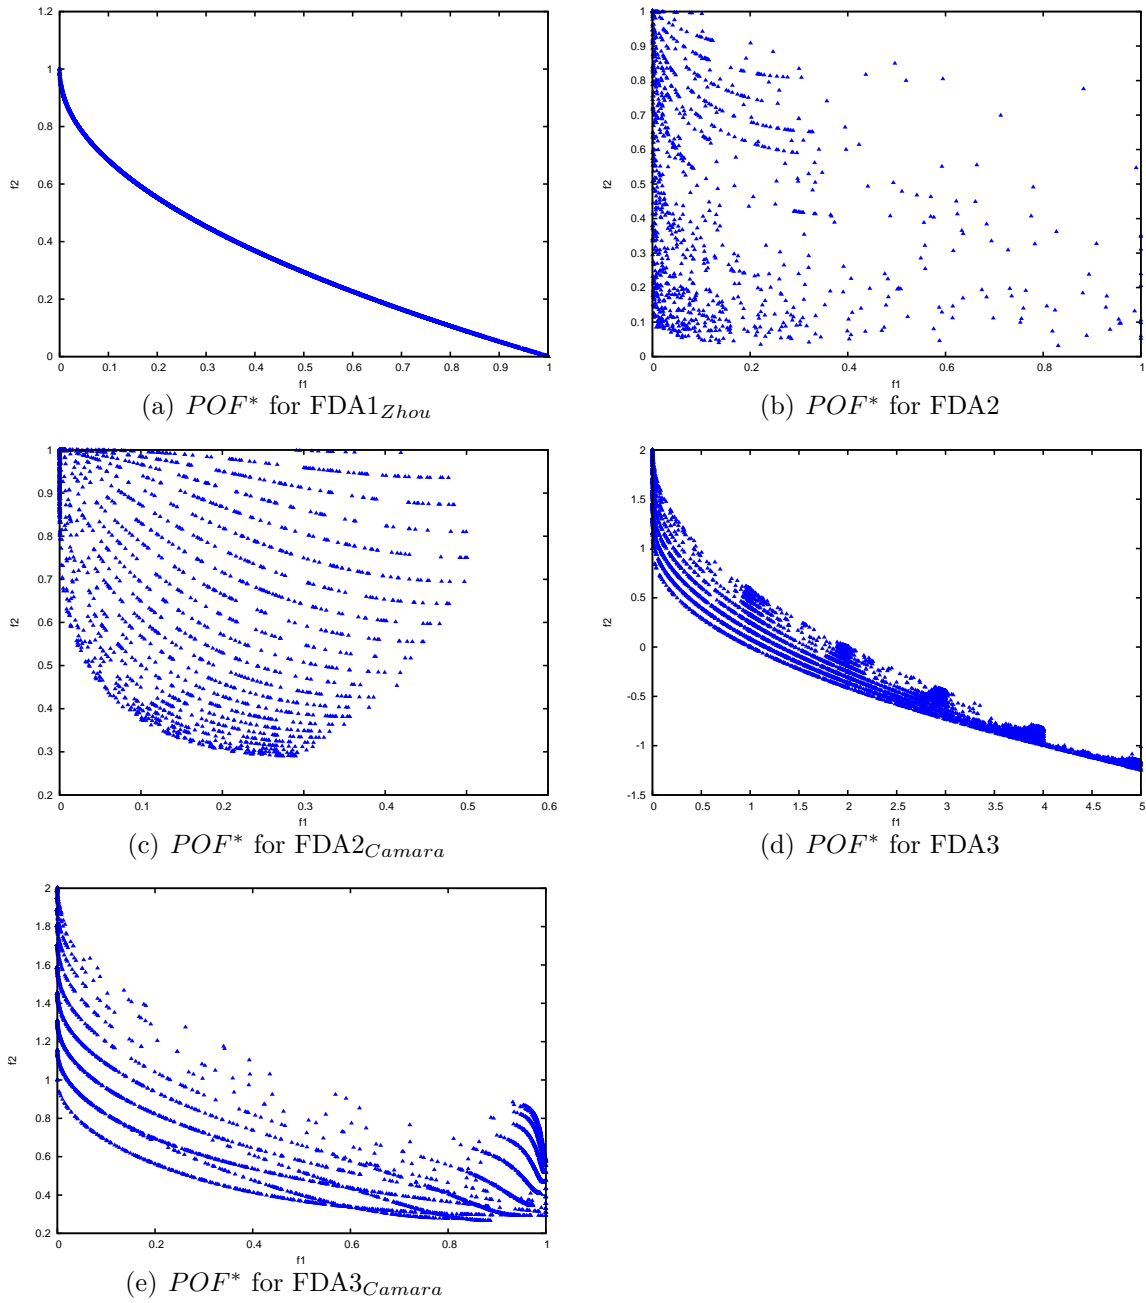 1.2
1
0.8
0.6
0.4
0.2
0
f2
0 0.1 0.2 0.3 0.4 0.5 0.6 0.7 0.8 0.9 1
f1
(a) POF* for FDA1Zhou
1
0.9
0.8
0.7
0.6
0.5
0.4
0.3
0.2
0.1
0
f2
0 0.2 0.4 0.6 0.8 1
f1
(b) POF* for FDA2
1
0.9
0.8
0.7
0.6
0.5
0.4
0.3
0.2
f2
0 0.1 0.2 0.3 0.4 0.5 0.6
f1
(c) POF* for FDA2Camara
2
1.5
1
0.5
0
-0.5
-1
-1.5
f2
0 0.5 1 1.5 2 2.5 3 3.5 4 4.5 5
f1
(d) POF* for FDA3
2
1.8
1.6
1.4
1.2
1
0.8
0.6
0.4
0.2
f2
0 0.2 0.4 0.6 0.8 1
f1
(e) POF* for FDA3Camara